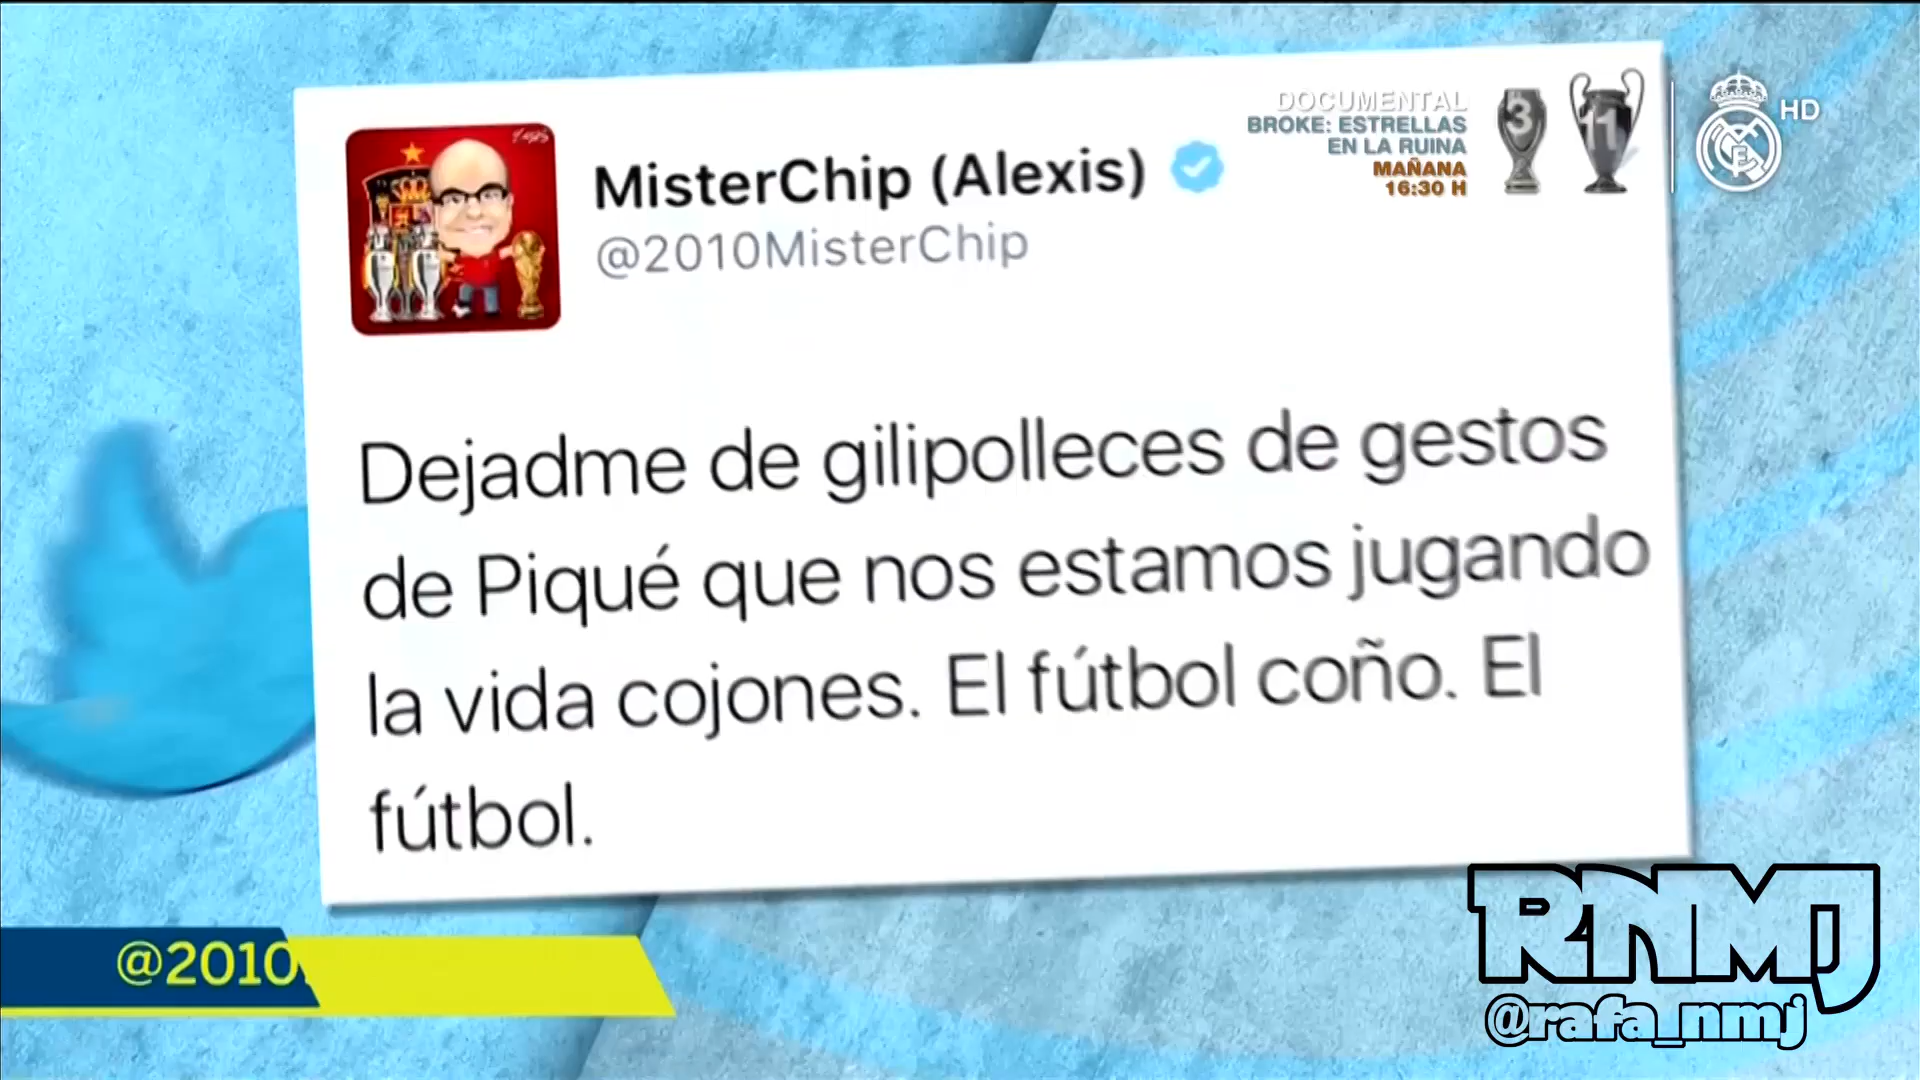 DOCUMENTAL
BROKE: ESTRELLAS
EN LA RUINA
MAÑANA
16:30 H
3
11
HD
MisterChip (Alexis)
@2010MisterChip
Dejadme de gilipolleces de gestos
de Piqué que nos estamos jugando
la vida cojones. El fútbol coño. El
fútbol.
@2010
RNMJ
@rafa_nmj